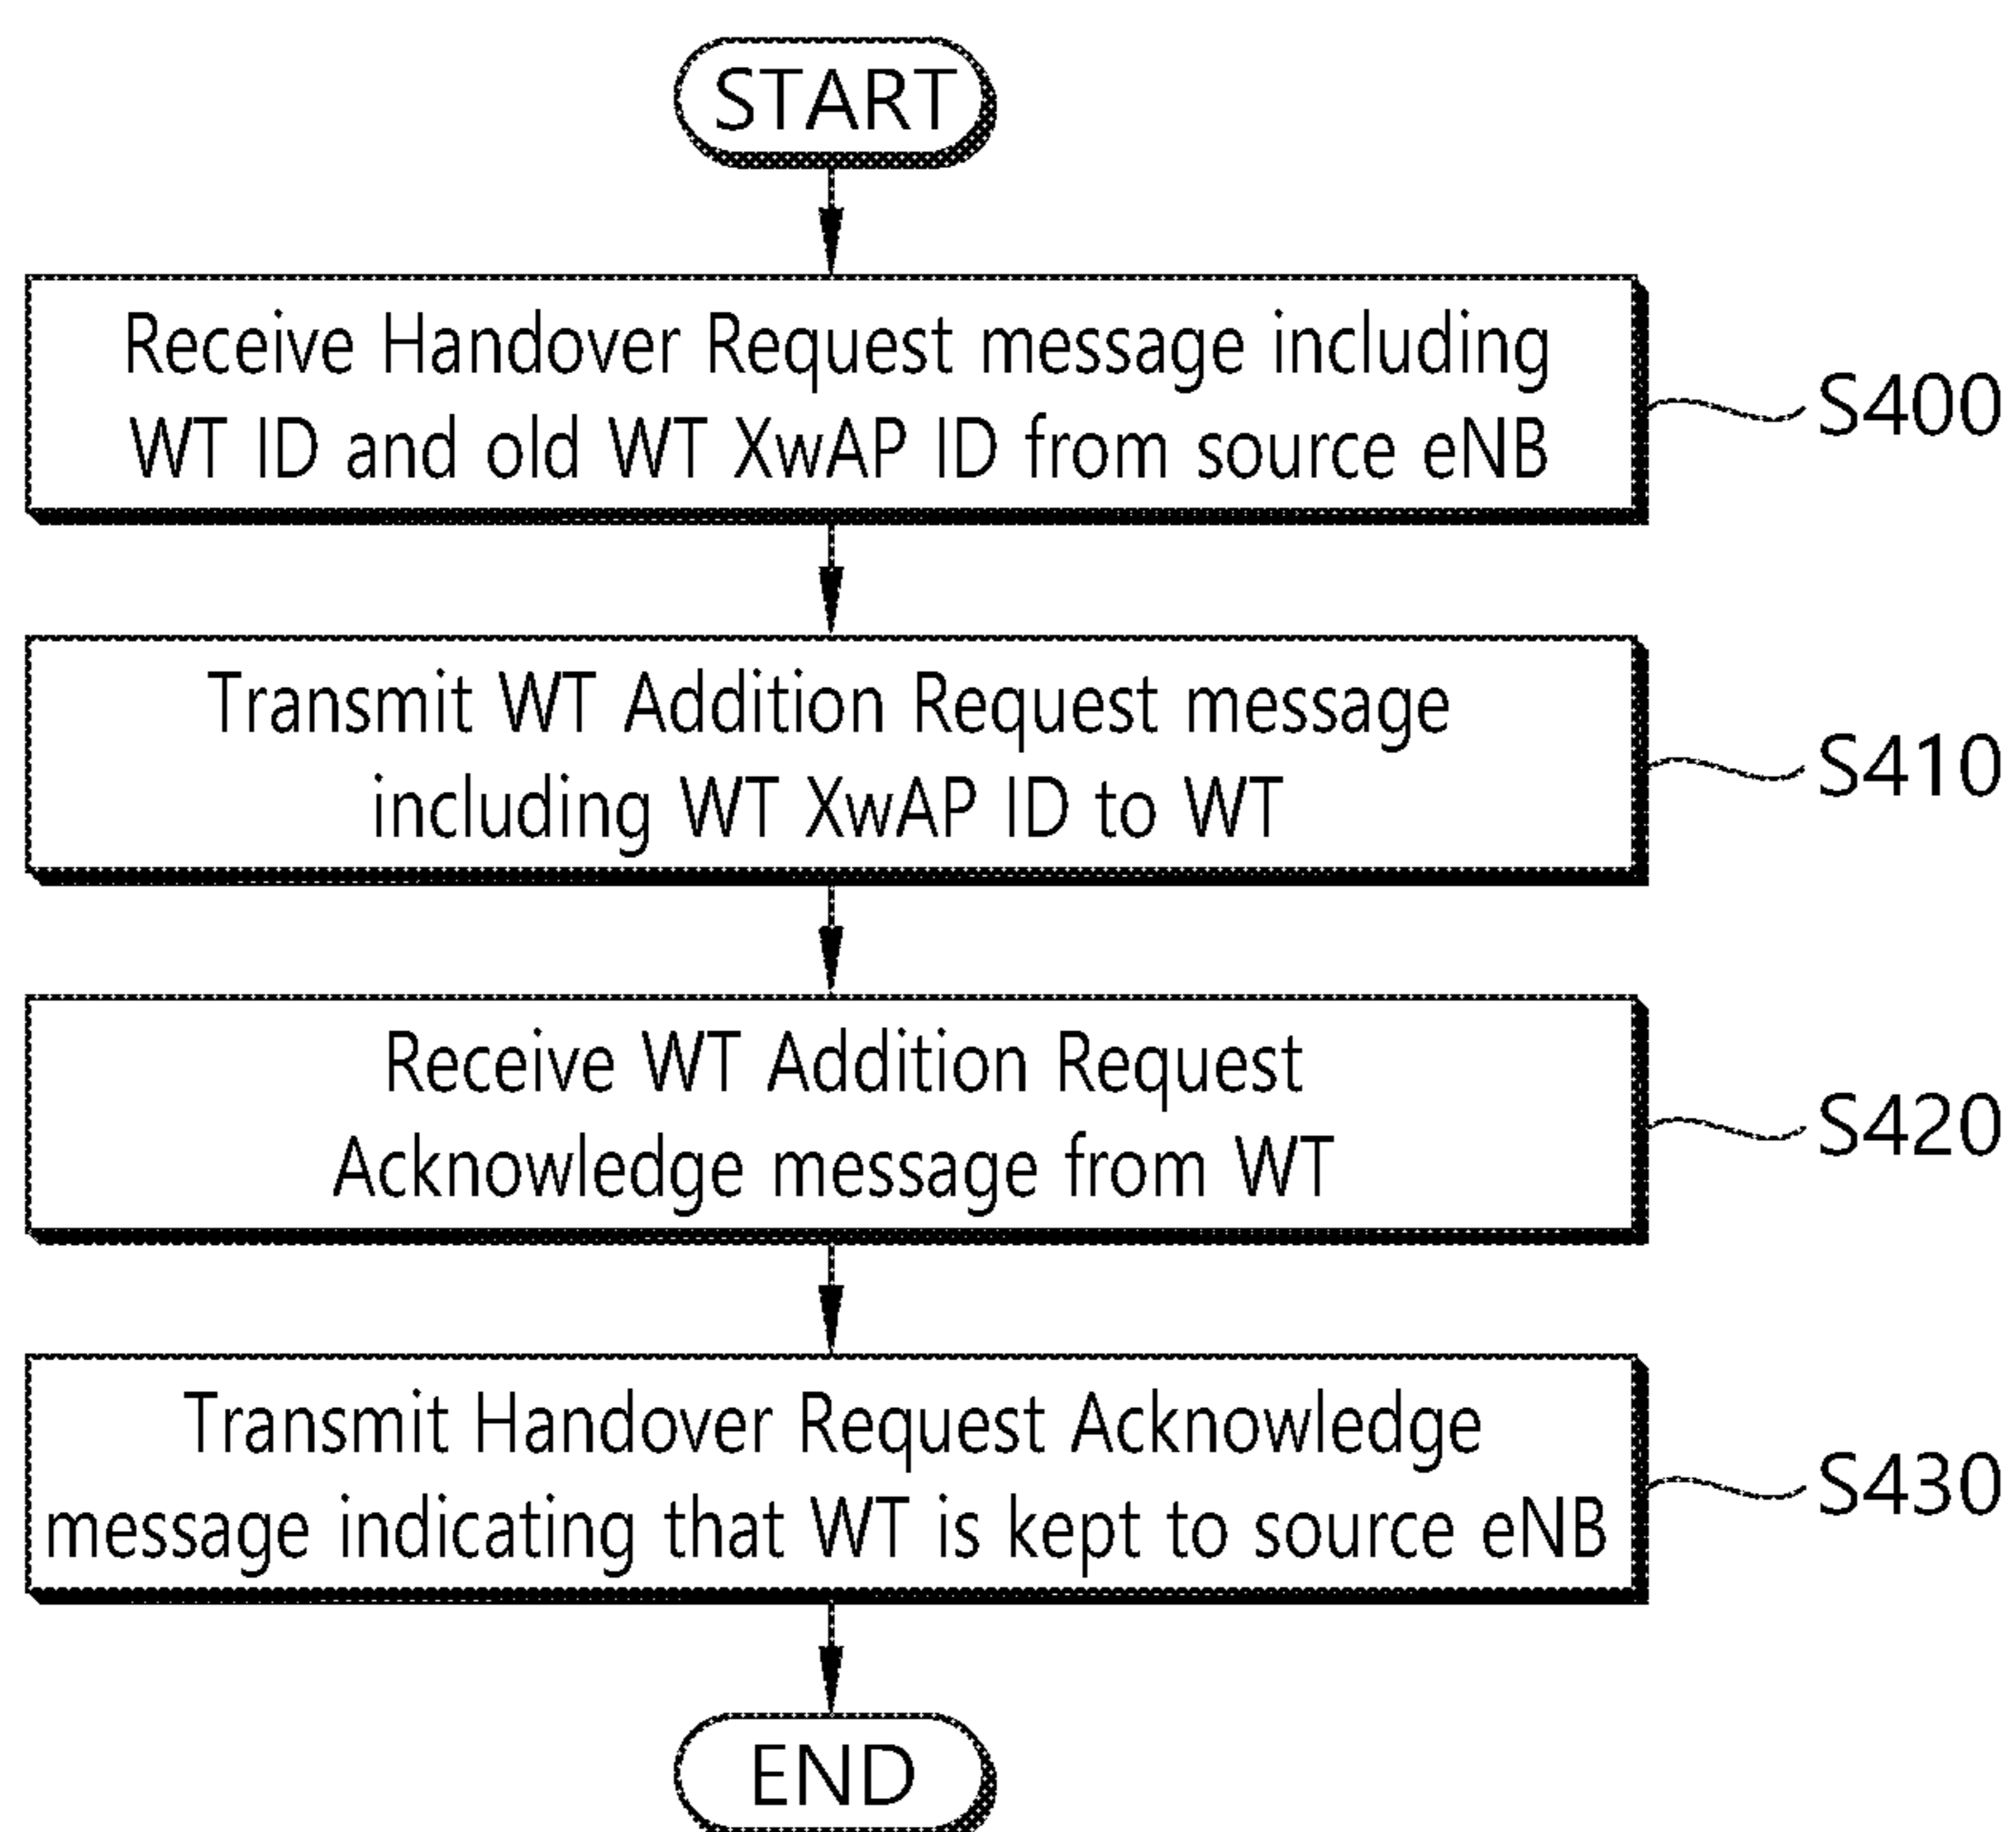 START
Receive Handover Request message including
WT ID and old WT XwAP ID from source eNB
S400
Transmit WT Addition Request message
including WT XwAP ID to WT
S410
Receive WT Addition Request
Acknowledge message from WT
S420
Transmit Handover Request Acknowledge
message indicating that WT is kept to source eNB
S430
END